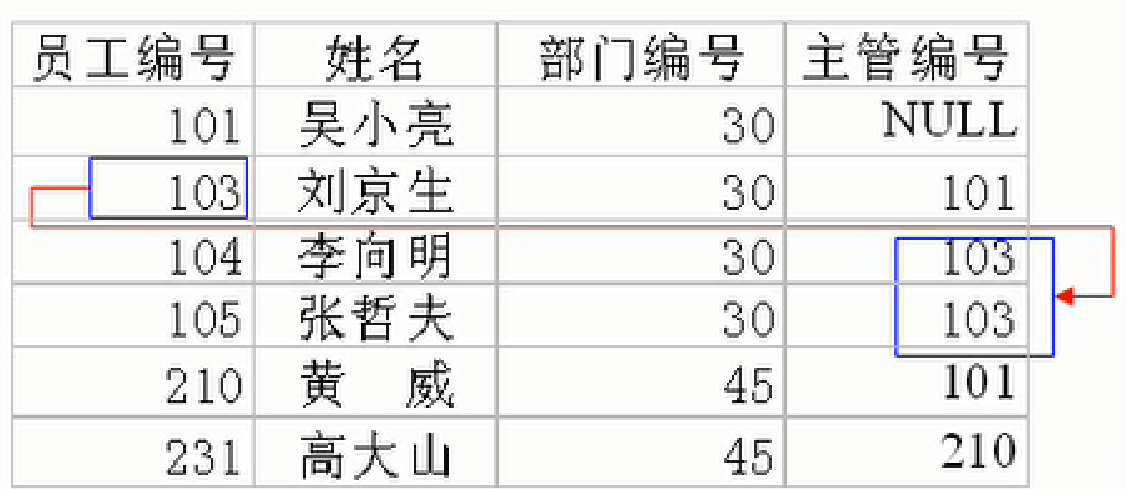 员工编号 姓名 部门编号 主管编号
101 吴小亮 30 NULL
103 刘京生 30 101
104 李向明 30 103
105 张哲夫 30 103
210 黄 威 45 101
231 高大山 45 210